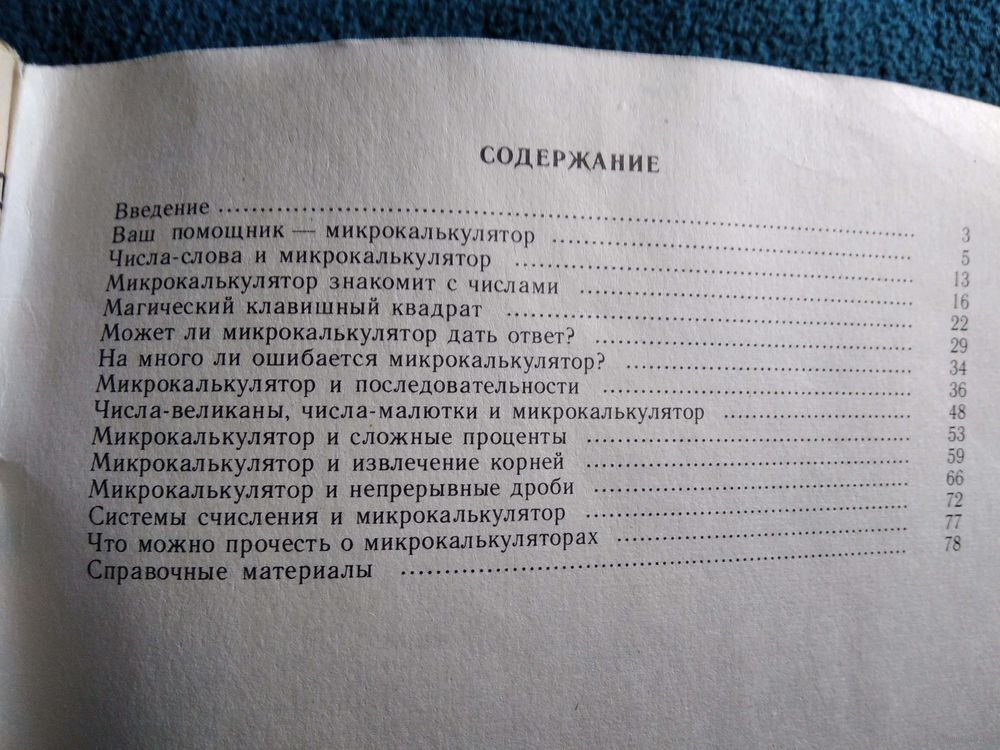 СОДЕРЖАНИЕ
Введение ........ 3
Ваш помощник — микрокалькулятор ........ 5
Числа-слова и микрокалькулятор ........ 13
Микрокалькулятор знакомит с числами ........ 16
Магический клавишный квадрат ........ 22
Может ли микрокалькулятор дать ответ? ........ 29
На много ли ошибается микрокалькулятор? ........ 34
Микрокалькулятор и последовательности ........ 36
Числа-великаны, числа-малютки и микрокалькулятор ........ 48
Микрокалькулятор и сложные проценты ........ 53
Микрокалькулятор и извлечение корней ........ 59
Микрокалькулятор и непрерывные дроби ........ 66
Системы счисления и микрокалькулятор ........ 72
Что можно прочесть о микрокалькуляторах ........ 77
Справочные материалы ........ 78